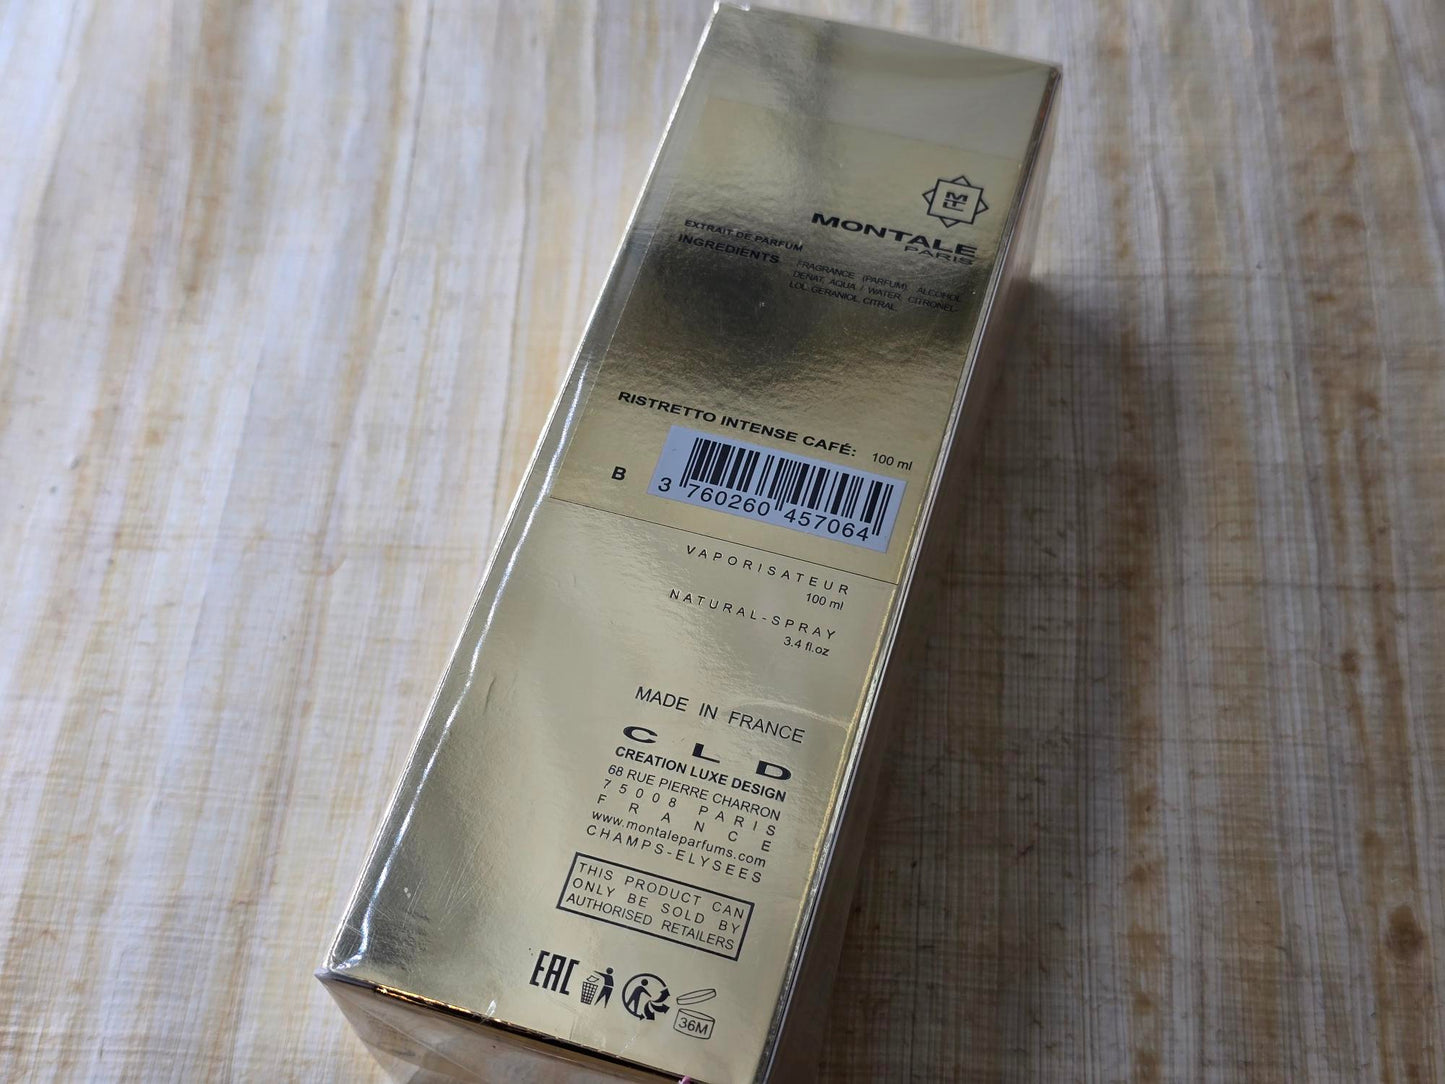 MONTALE
PARIS
EXTRAIT DE PARFUM
INGREDIENTS
FRAGRANCE (PARFUM), ALCOHOL
DENAT, AQUA / WATER, CITRONEL-
LOL, GERANIOL, CITRAL
RISTRETTO INTENSE CAFÉ: 100 ml
B
3 760260 457064
VAPORISATEUR
100 ml
NATURAL-SPRAY
3.4 fl.oz
MADE IN FRANCE
CLD
CREATION LUXE DESIGN
68 RUE PIERRE CHARRON
75008 PARIS
FRANCE
www.montaleparfums.com
CHAMPS-ELYSEES
THIS PRODUCT CAN
ONLY BE SOLD BY
AUTHORISED RETAILERS
EAC
36M